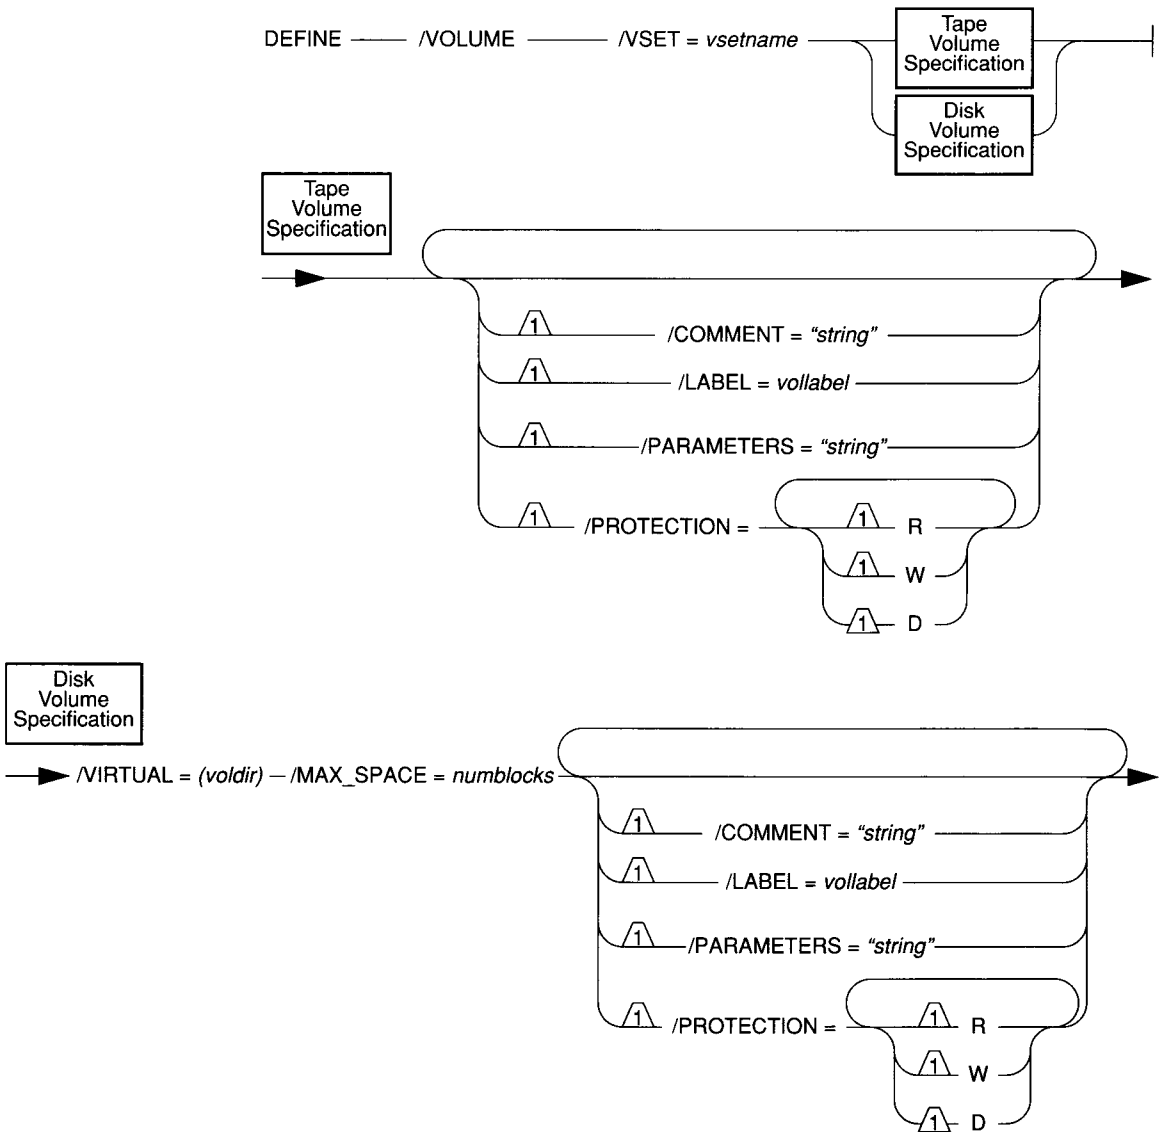 DEFINE /VOLUME /VSET = vsetname
Tape
Volume
Specification
Disk
Volume
Specification
Tape
Volume
Specification
1 /COMMENT = “string”
1 /LABEL = vollabel
1 /PARAMETERS = “string”
1 /PROTECTION = 1 R
1 W
1 D
Disk
Volume
Specification
/VIRTUAL = (voldir) – /MAX_SPACE = numblocks
1 /COMMENT = “string”
1 /LABEL = vollabel
1 /PARAMETERS = “string”
1 /PROTECTION = 1 R
1 W
1 D